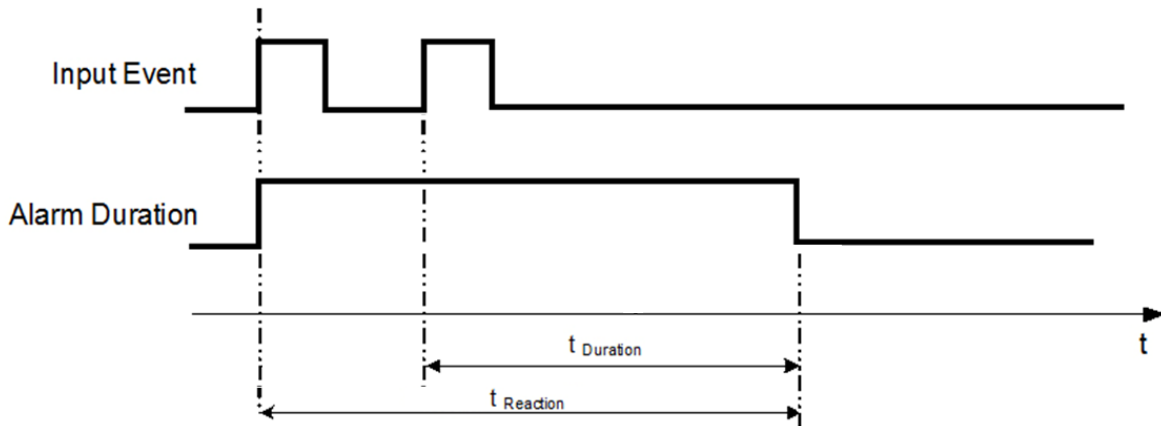 Input Event
Alarm Duration
t
t Duration
t Reaction